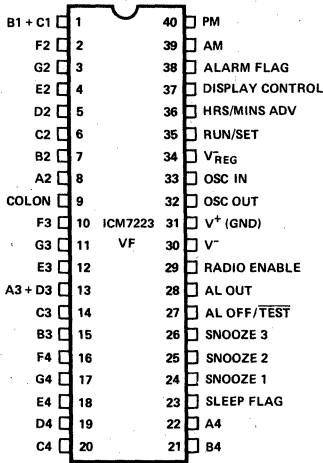 B1 + C1 1 40 PM
F2 2 39 AM
G2 3 38 ALARM FLAG
E2 4 37 DISPLAY CONTROL
D2 5 36 HRS/MINS ADV
C2 6 35 RUN/SET
B2 7 34 V⁻REG
A2 8 33 OSC IN
COLON 9 32 OSC OUT
F3 10 ICM7223 31 V⁺ (GND)
G3 11 VF 30 V⁻
E3 12 29 RADIO ENABLE
A3 + D3 13 28 AL OUT
C3 14 27 AL OFF/T̅E̅S̅T̅
B3 15 26 SNOOZE 3
F4 16 25 SNOOZE 2
G4 17 24 SNOOZE 1
E4 18 23 SLEEP FLAG
D4 19 22 A4
C4 20 21 B4